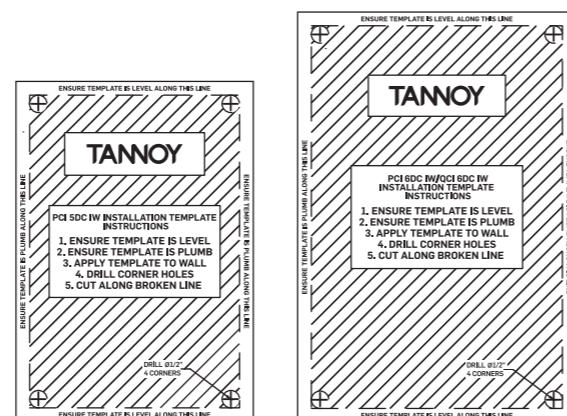 ENSURE TEMPLATE IS LEVEL ALONG THIS LINE
TANNOY
PCI 5DC IW INSTALLATION TEMPLATE
INSTRUCTIONS
1. ENSURE TEMPLATE IS LEVEL
2. ENSURE TEMPLATE IS PLUMB
3. APPLY TEMPLATE TO WALL
4. DRILL CORNER HOLES
5. CUT ALONG BROKEN LINE
ENSURE TEMPLATE IS PLUMB ALONG THIS LINE
ENSURE TEMPLATE IS PLUMB ALONG THIS LINE
DRILL Ø1/2"
4 CORNERS
ENSURE TEMPLATE IS LEVEL ALONG THIS LINE
ENSURE TEMPLATE IS LEVEL ALONG THIS LINE
TANNOY
PCI 6DC IW/QCI 6DC IW
INSTALLATION TEMPLATE
INSTRUCTIONS
1. ENSURE TEMPLATE IS LEVEL
2. ENSURE TEMPLATE IS PLUMB
3. APPLY TEMPLATE TO WALL
4. DRILL CORNER HOLES
5. CUT ALONG BROKEN LINE
ENSURE TEMPLATE IS PLUMB ALONG THIS LINE
DRILL Ø1/2"
4 CORNERS
ENSURE TEMPLATE IS LEVEL ALONG THIS LINE